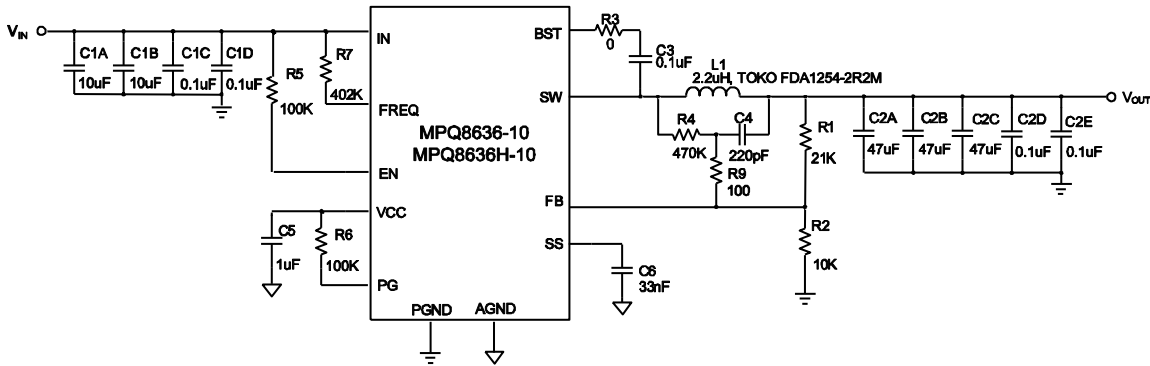 VIN
C1A
10uF
C1B
10uF
C1C
0.1uF
C1D
0.1uF
R5
100K
R7
402K
IN
FREQ
EN
VCC
PG
PGND
AGND
BST
SW
FB
SS
MPQ8636-10
MPQ8636H-10
C5
1uF
R6
100K
R3
0
C3
0.1uF
L1
2.2uH, TOKO FDA1254-2R2M
R4
470K
C4
220pF
R9
100
R1
21K
R2
10K
C6
33nF
C2A
47uF
C2B
47uF
C2C
47uF
C2D
0.1uF
C2E
0.1uF
VOUT